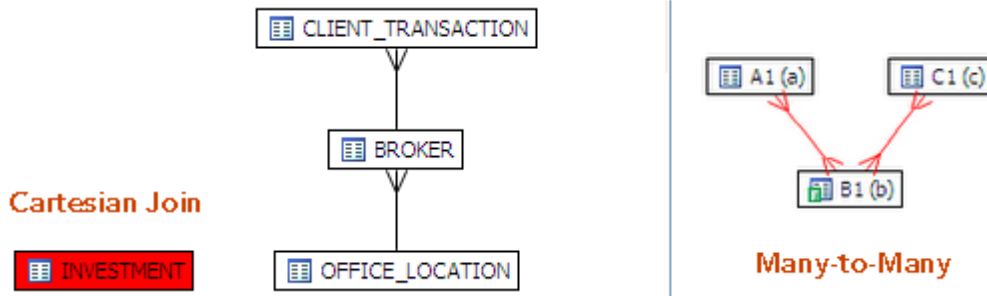 CLIENT_TRANSACTION
BROKER
Cartesian Join
INVESTMENT
OFFICE_LOCATION
A1 (a)
C1 (c)
B1 (b)
Many-to-Many